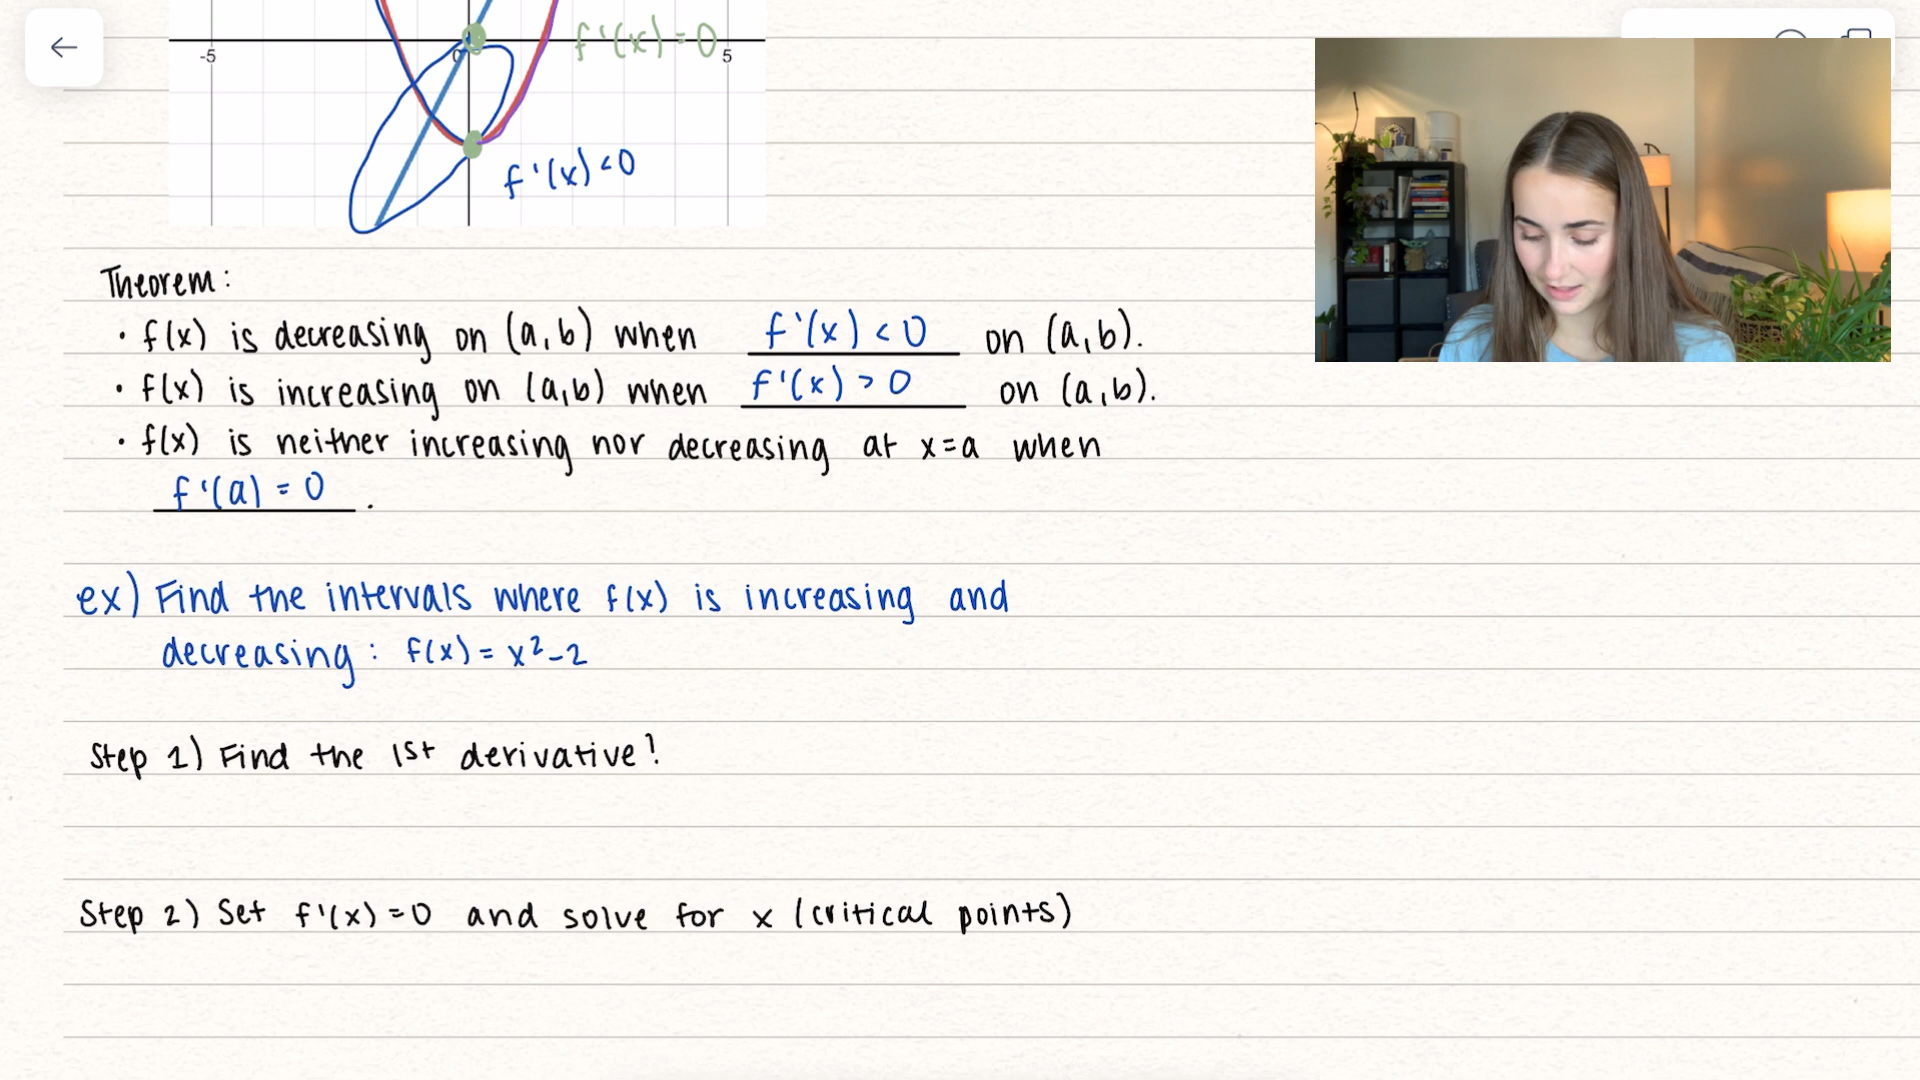 f'(x)=0
-5 0 5
f'(x)<0
Theorem:
• f(x) is decreasing on (a,b) when f'(x) < 0 on (a,b).
• f(x) is increasing on (a,b) when f'(x) > 0 on (a,b).
• f(x) is neither increasing nor decreasing at x=a when
f'(a) = 0 .
ex) Find the intervals where f(x) is increasing and
decreasing: f(x) = x²-2
Step 1) Find the 1st derivative!
Step 2) Set f'(x)=0 and solve for x (critical points)